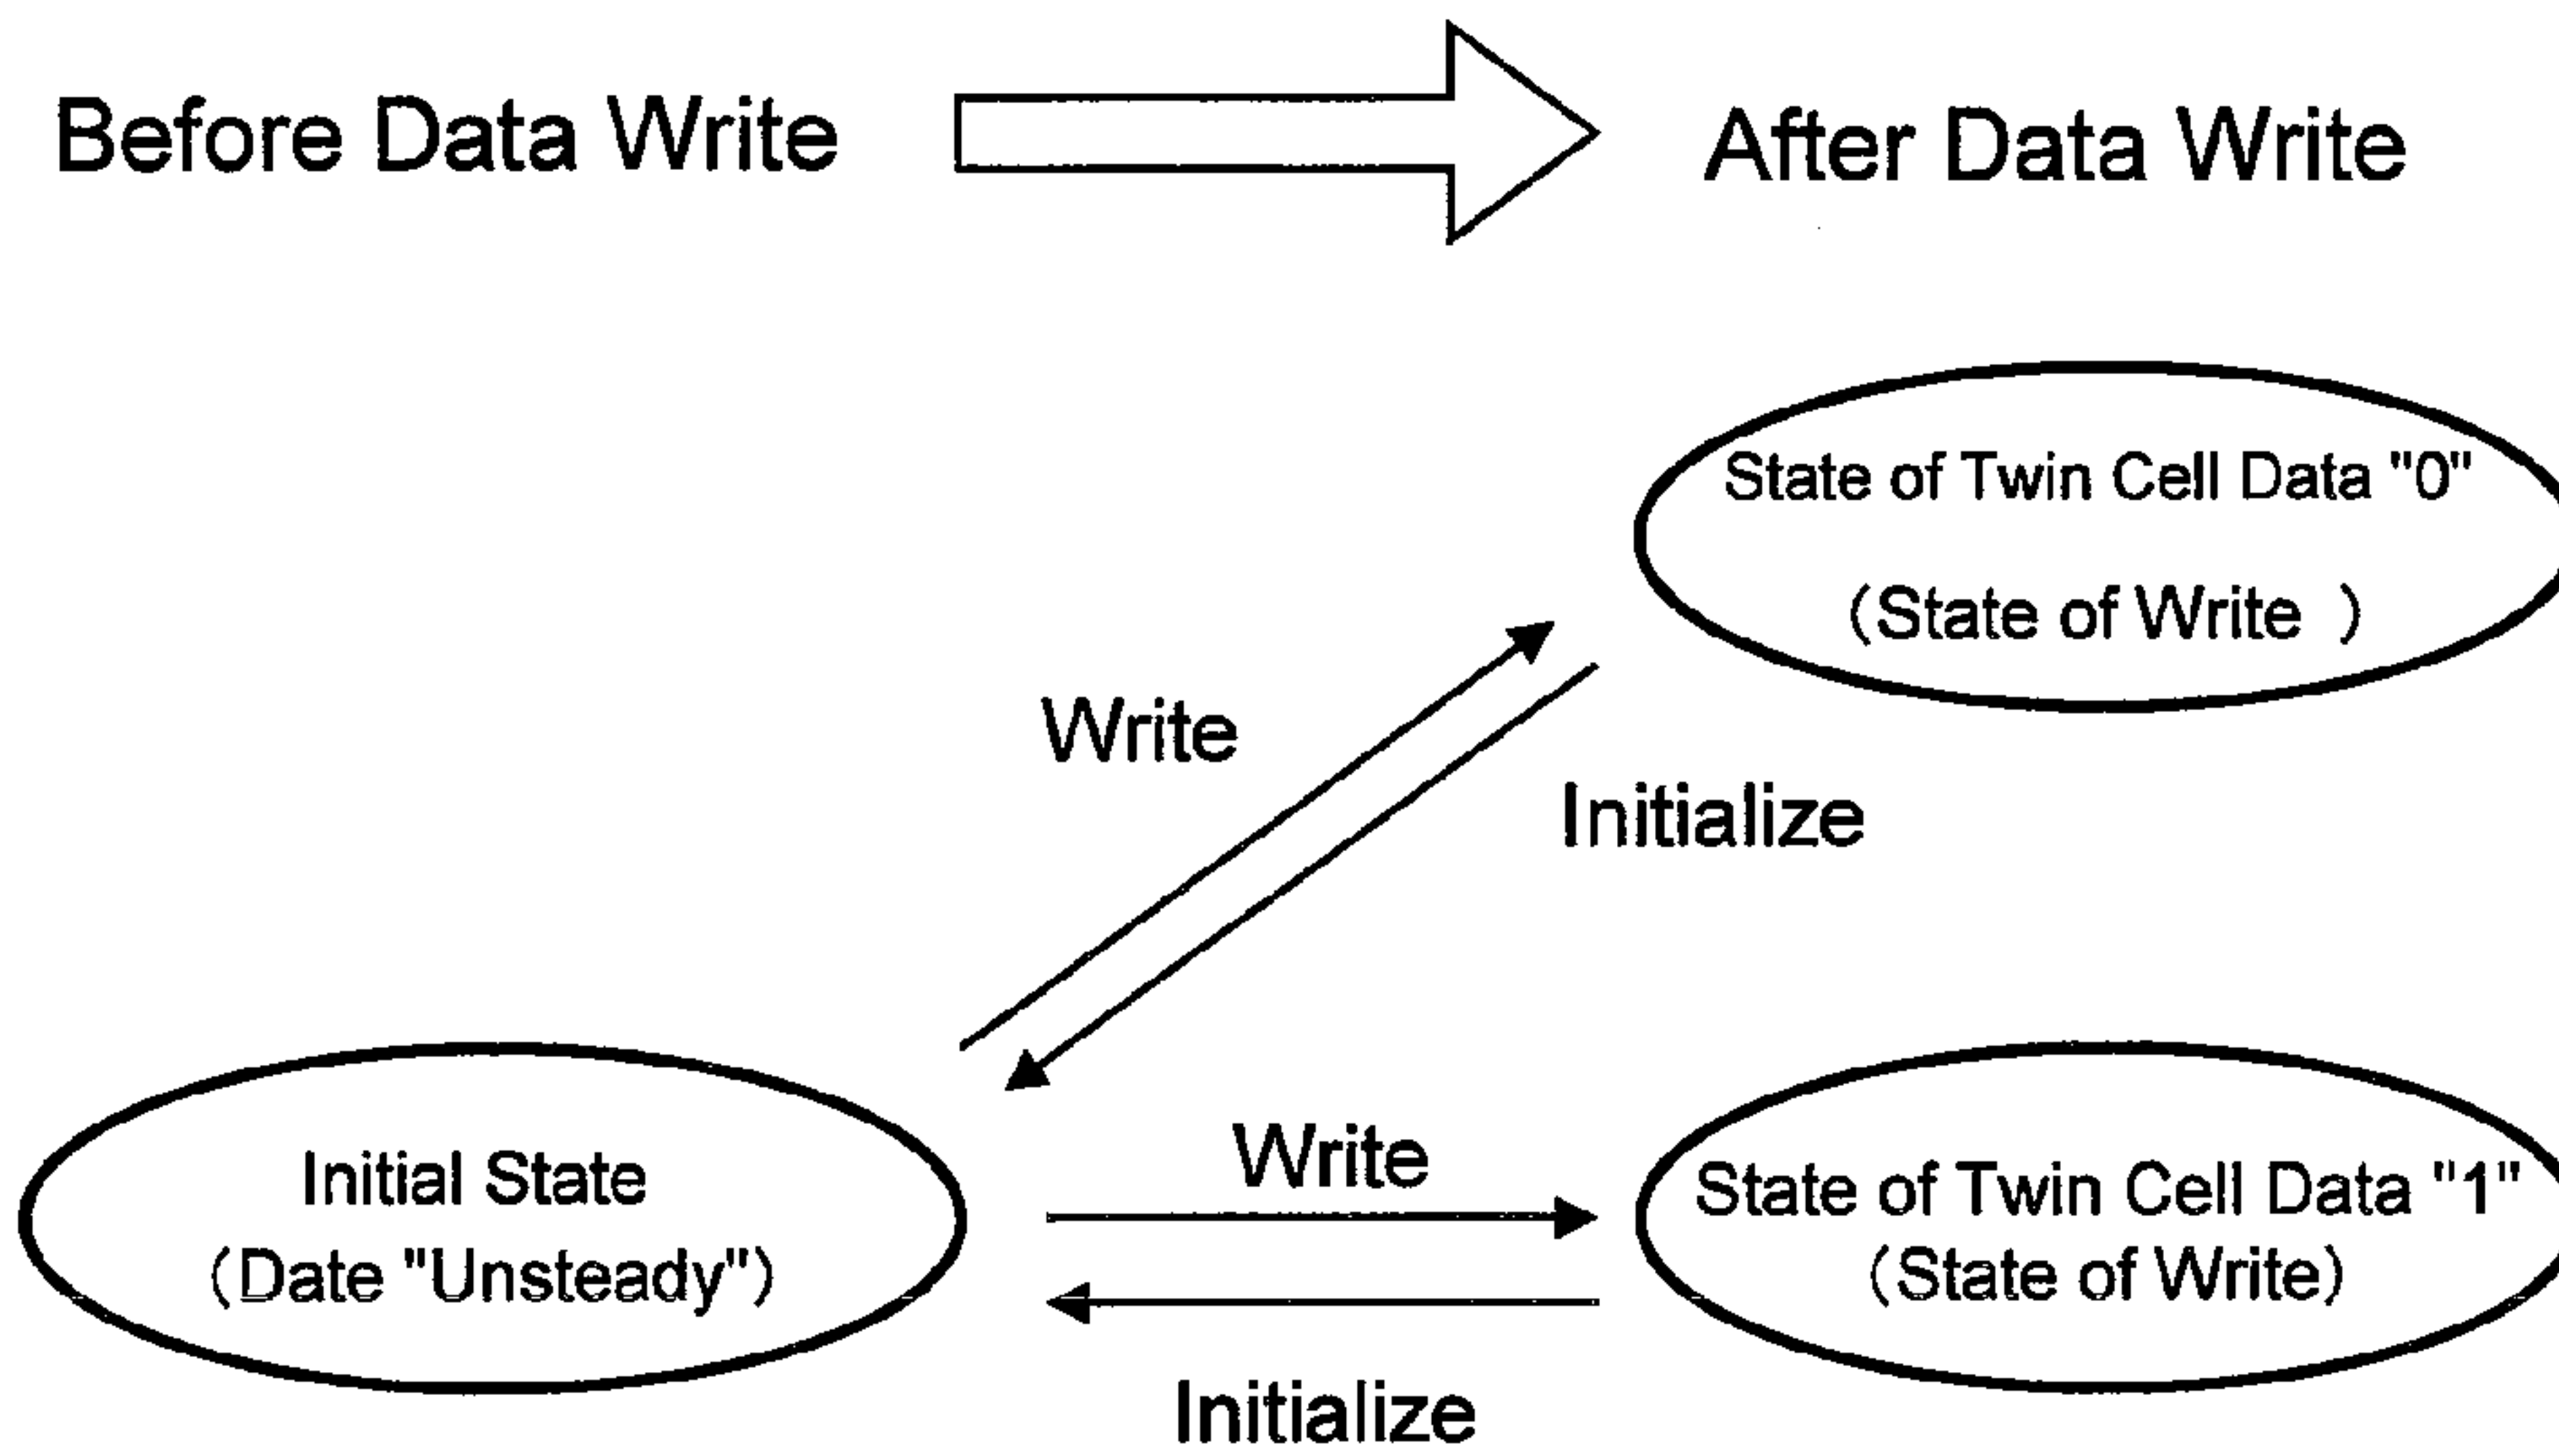 Before Data Write
After Data Write
State of Twin Cell Data "0"
(State of Write )
Write
Initialize
Initial State
(Date "Unsteady")
Write
Initialize
State of Twin Cell Data "1"
(State of Write)